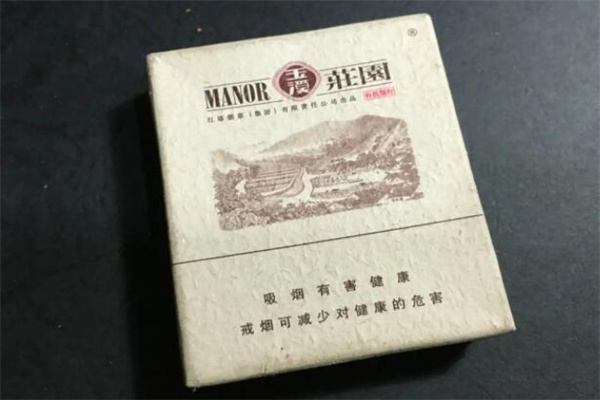 MANOR 玉溪 莊園
®
红塔烟草（集团）有限责任公司出品
吸烟有害健康
戒烟可减少对健康的危害